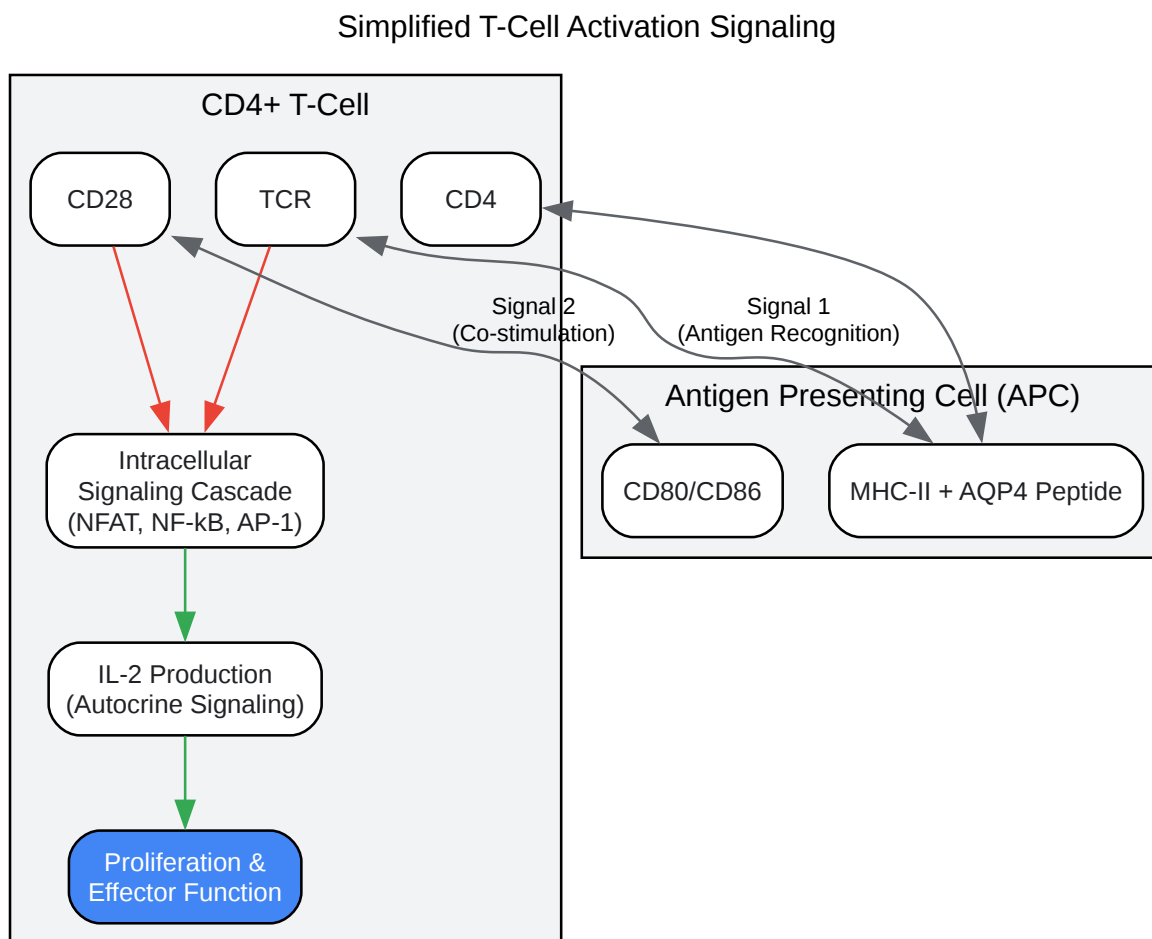 Simplified T-Cell Activation Signaling
CD4+ T-Cell
CD28
TCR
CD4
Signal 2
(Co-stimulation)
Signal 1
(Antigen Recognition)
Antigen Presenting Cell (APC)
CD80/CD86
MHC-II + AQP4 Peptide
Intracellular
Signaling Cascade
(NFAT, NF-kB, AP-1)
IL-2 Production
(Autocrine Signaling)
Proliferation &
Effector Function